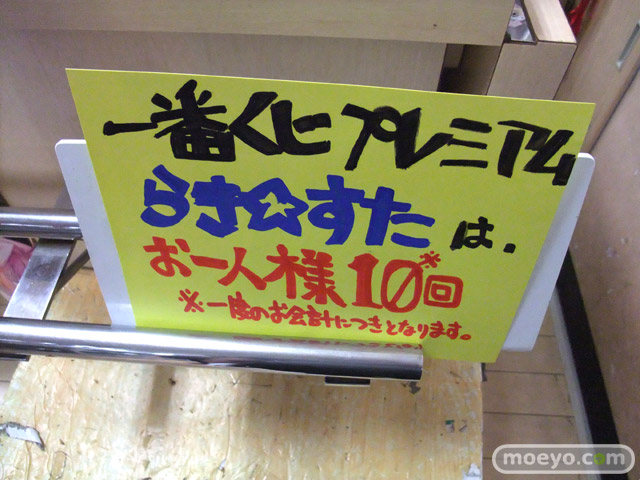 一番くじプレミアム
らき☆すたは、
お一人様10回※
※一度のお会計につきとなります。
moeyo.com